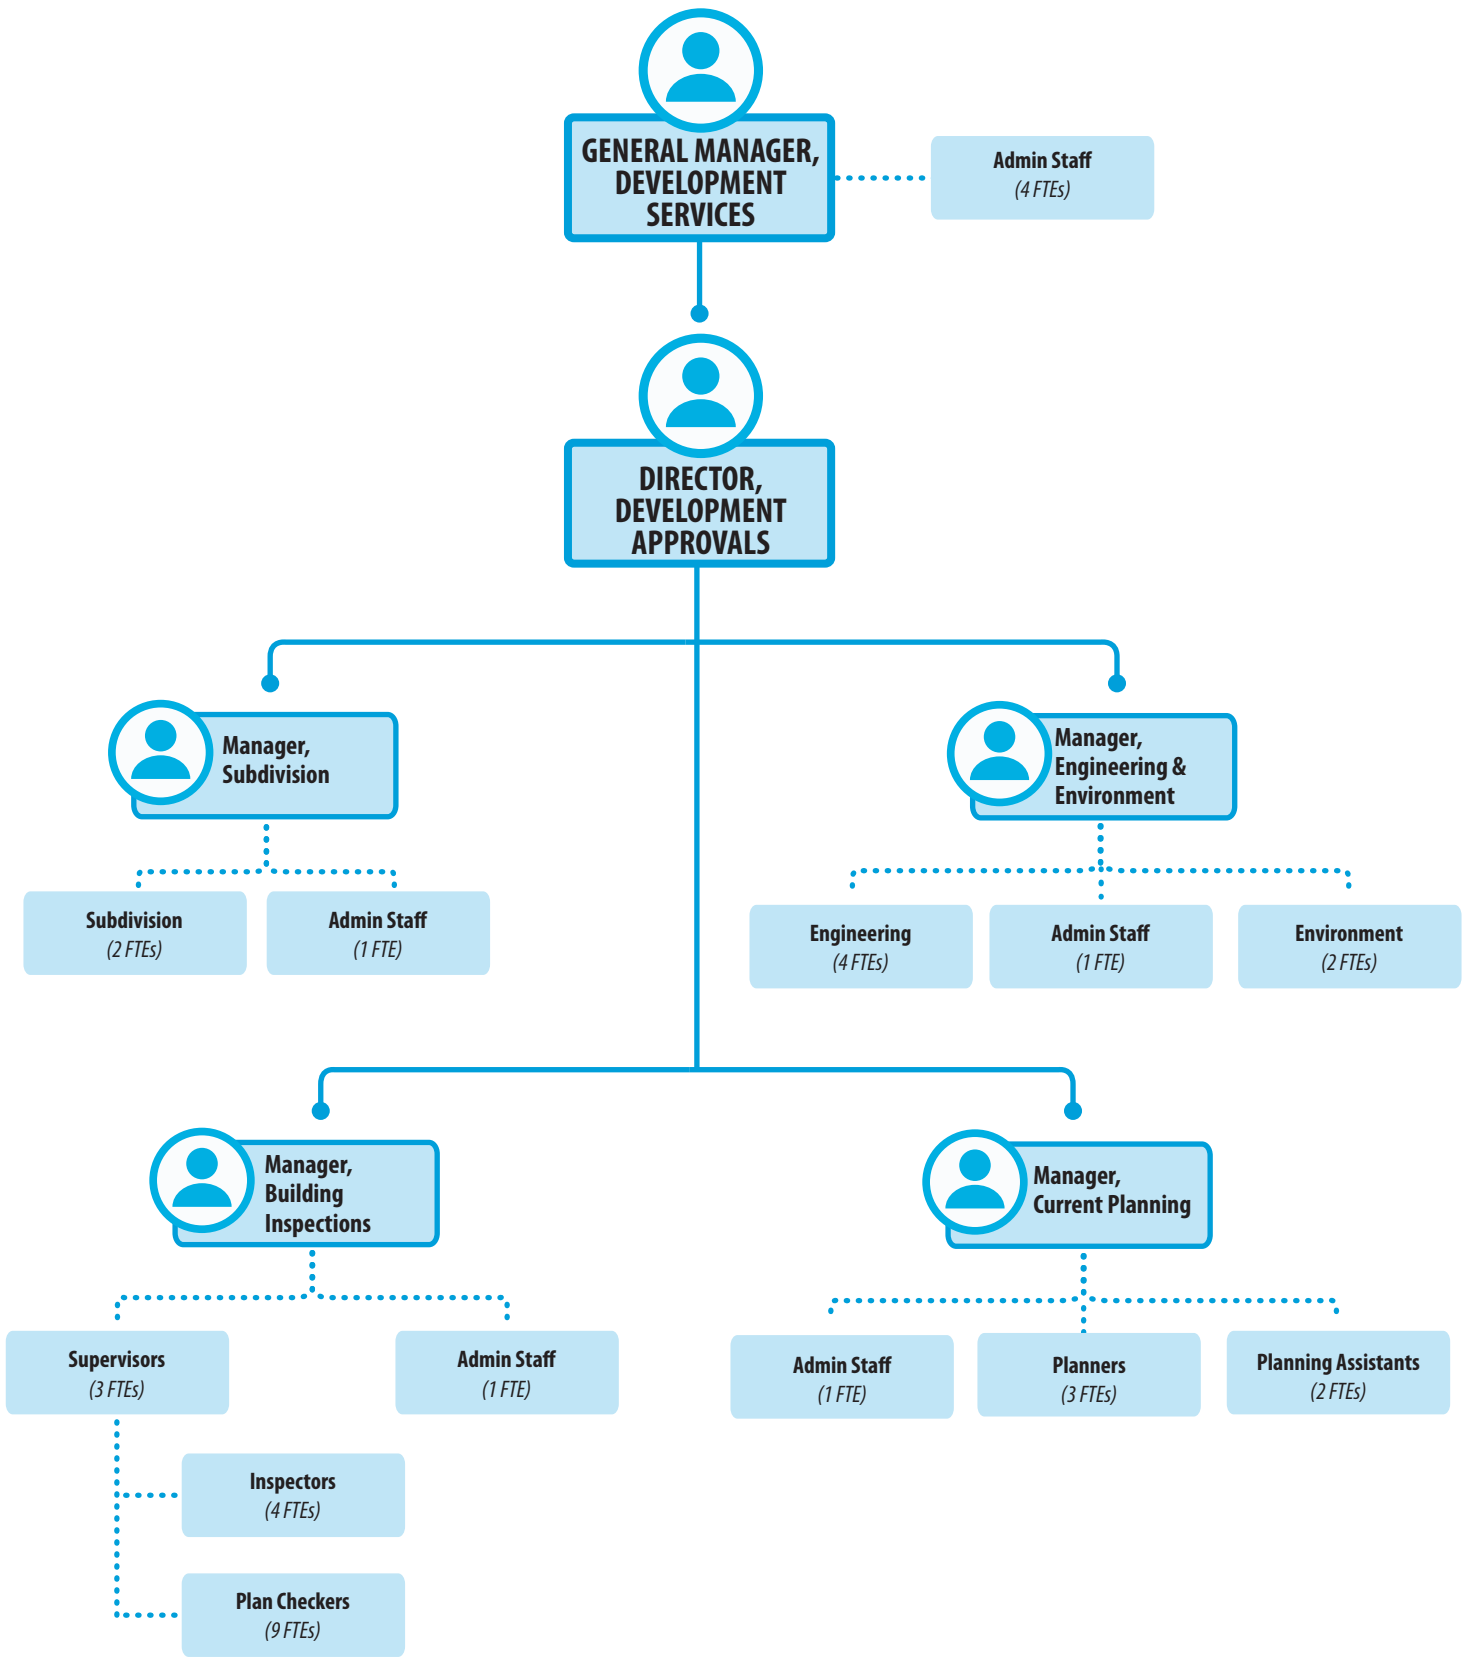 GENERAL MANAGER,
DEVELOPMENT
SERVICES
Admin Staff
(4 FTEs)
DIRECTOR,
DEVELOPMENT
APPROVALS
Manager,
Subdivision
Manager,
Engineering &
Environment
Subdivision
(2 FTEs)
Admin Staff
(1 FTE)
Engineering
(4 FTEs)
Admin Staff
(1 FTE)
Environment
(2 FTEs)
Manager,
Building
Inspections
Manager,
Current Planning
Supervisors
(3 FTEs)
Admin Staff
(1 FTE)
Admin Staff
(1 FTE)
Planners
(3 FTEs)
Planning Assistants
(2 FTEs)
Inspectors
(4 FTEs)
Plan Checkers
(9 FTEs)